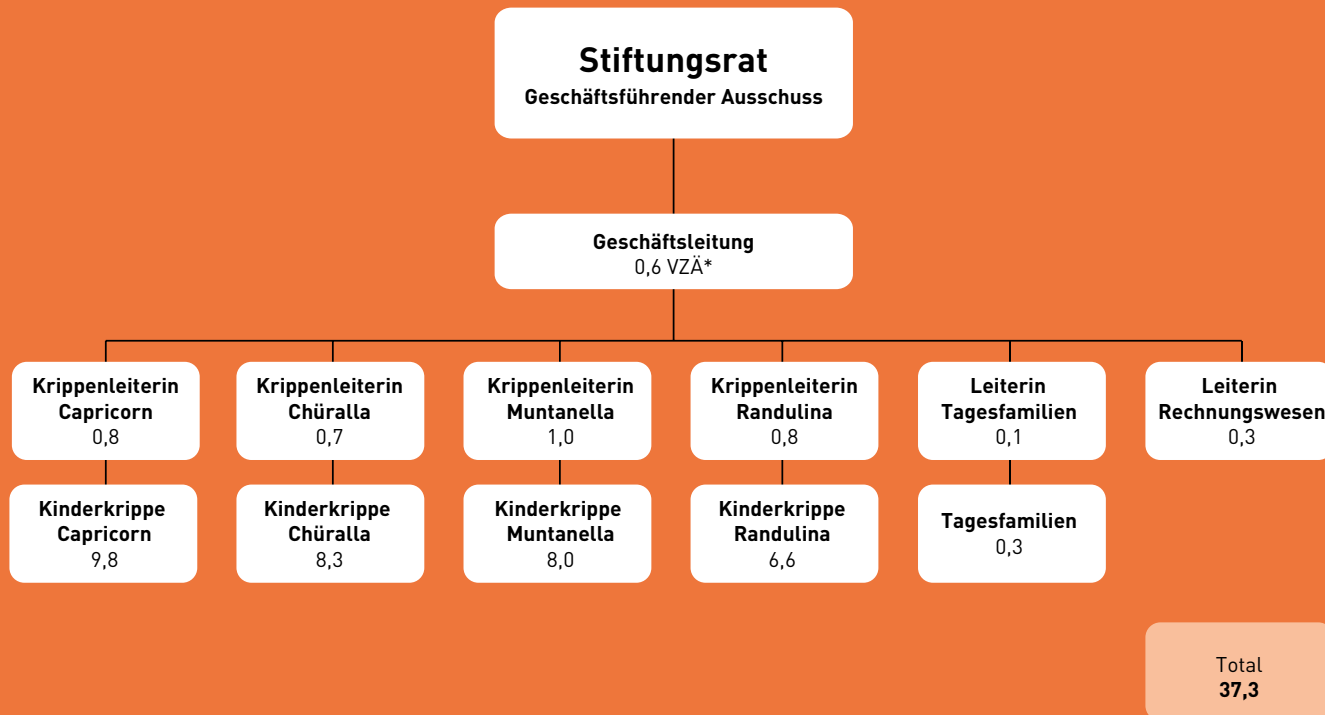 Stiftungsrat
Geschäftsführender Ausschuss
Geschäftsleitung
0,6 VZÄ*
Krippenleiterin
Capricorn
0,8
Krippenleiterin
Chüralla
0,7
Krippenleiterin
Muntanella
1,0
Krippenleiterin
Randulina
0,8
Leiterin
Tagesfamilien
0,1
Leiterin
Rechnungswesen
0,3
Kinderkrippe
Capricorn
9,8
Kinderkrippe
Chüralla
8,3
Kinderkrippe
Muntanella
8,0
Kinderkrippe
Randulina
6,6
Tagesfamilien
0,3
Total
37,3